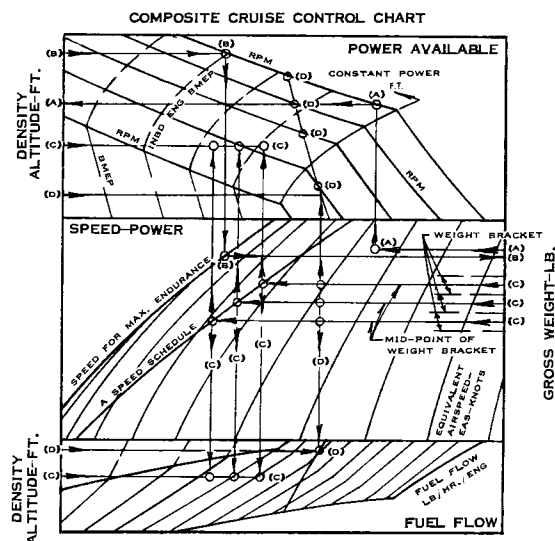 COMPOSITE CRUISE CONTROL CHART
POWER AVAILABLE
DENSITY
ALTITUDE-FT.
(B)
(A)
(C)
(D)
(B)
RPM
(D)
CONSTANT POWER
F.T.
(A)
INBD ENG BMEP
(D)
(D)
(C)
(D)
RPM
BMEP
RPM
SPEED-POWER
WEIGHT BRACKET
(A)
(A)
(B)
(B)
(C)
(C)
(C)
SPEED FOR MAX. ENDURANCE
A SPEED SCHEDULE
MID-POINT OF
WEIGHT BRACKET
(C)
(C)
(C)
(D)
EQUIVALENT
AIRSPEED-
EAS-KNOTS
GROSS WEIGHT-LB.
DENSITY
ALTITUDE-FT.
(D)
(C)
(D)
(C)
(C)
(C)
FUEL FLOW
LB/HR./ENG
FUEL FLOW